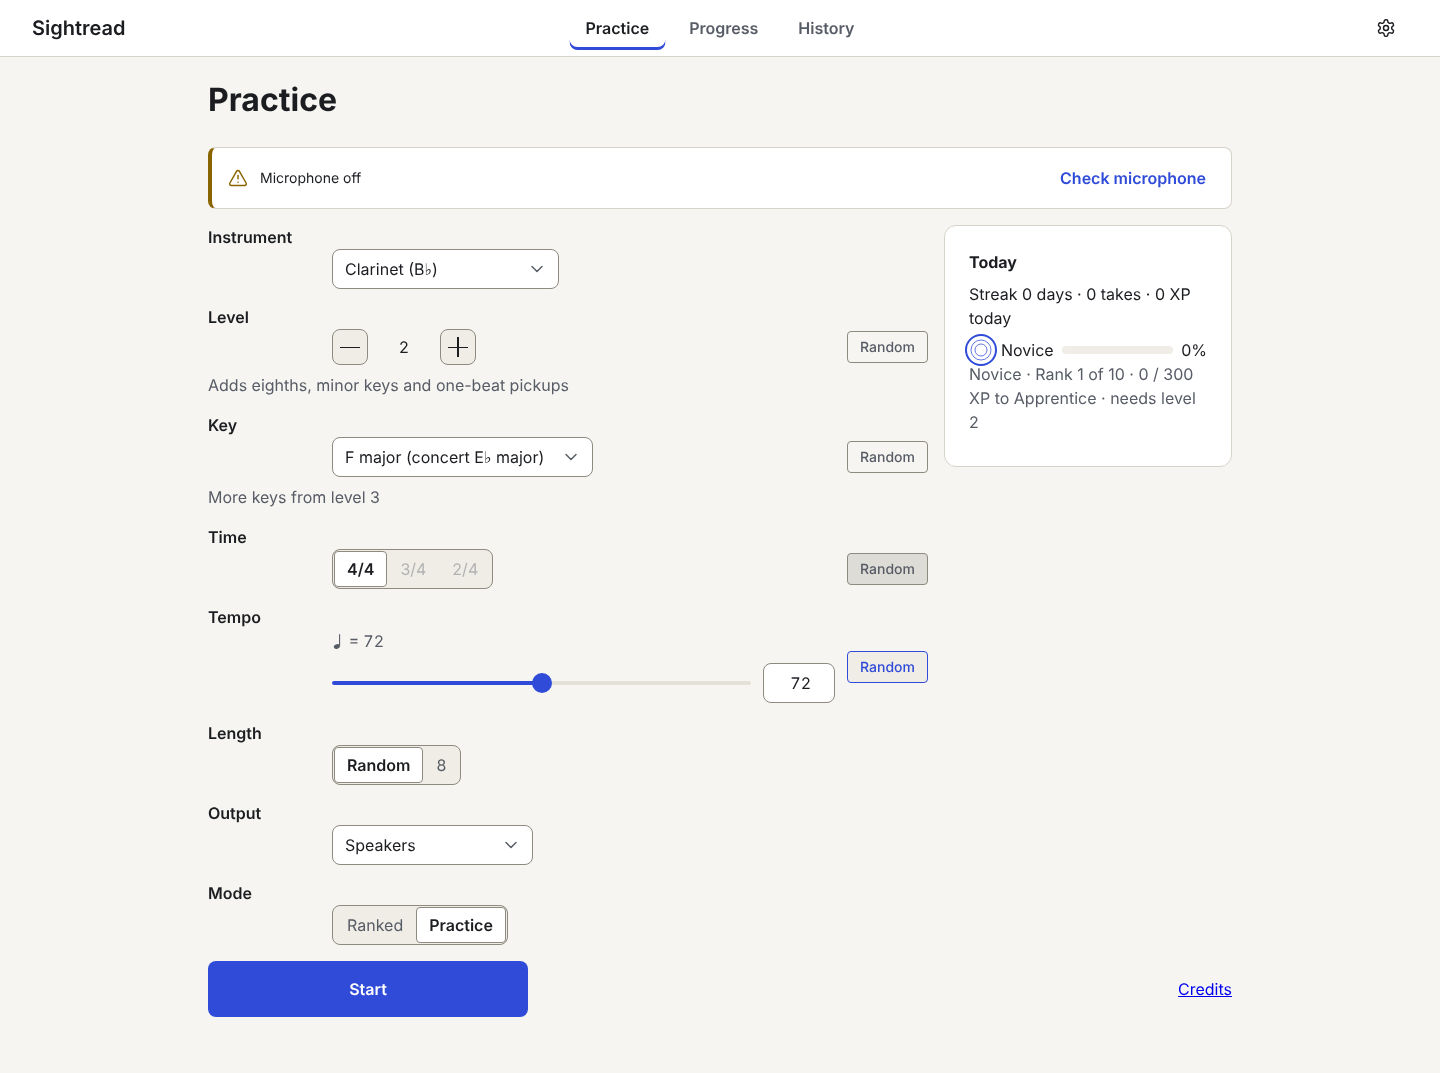 Sightread
Practice Progress History
Practice
Microphone off Check microphone
Instrument
Clarinet (B♭)
Level
2 Random
Adds eighths, minor keys and one-beat pickups
Key
F major (concert E♭ major) Random
More keys from level 3
Time
4/4 3/4 2/4 Random
Tempo
♩ = 72
72 Random
Length
Random 8
Output
Speakers
Mode
Ranked Practice
Start
Today
Streak 0 days · 0 takes · 0 XP
today
Novice 0%
Novice · Rank 1 of 10 · 0 / 300
XP to Apprentice · needs level
2
Credits